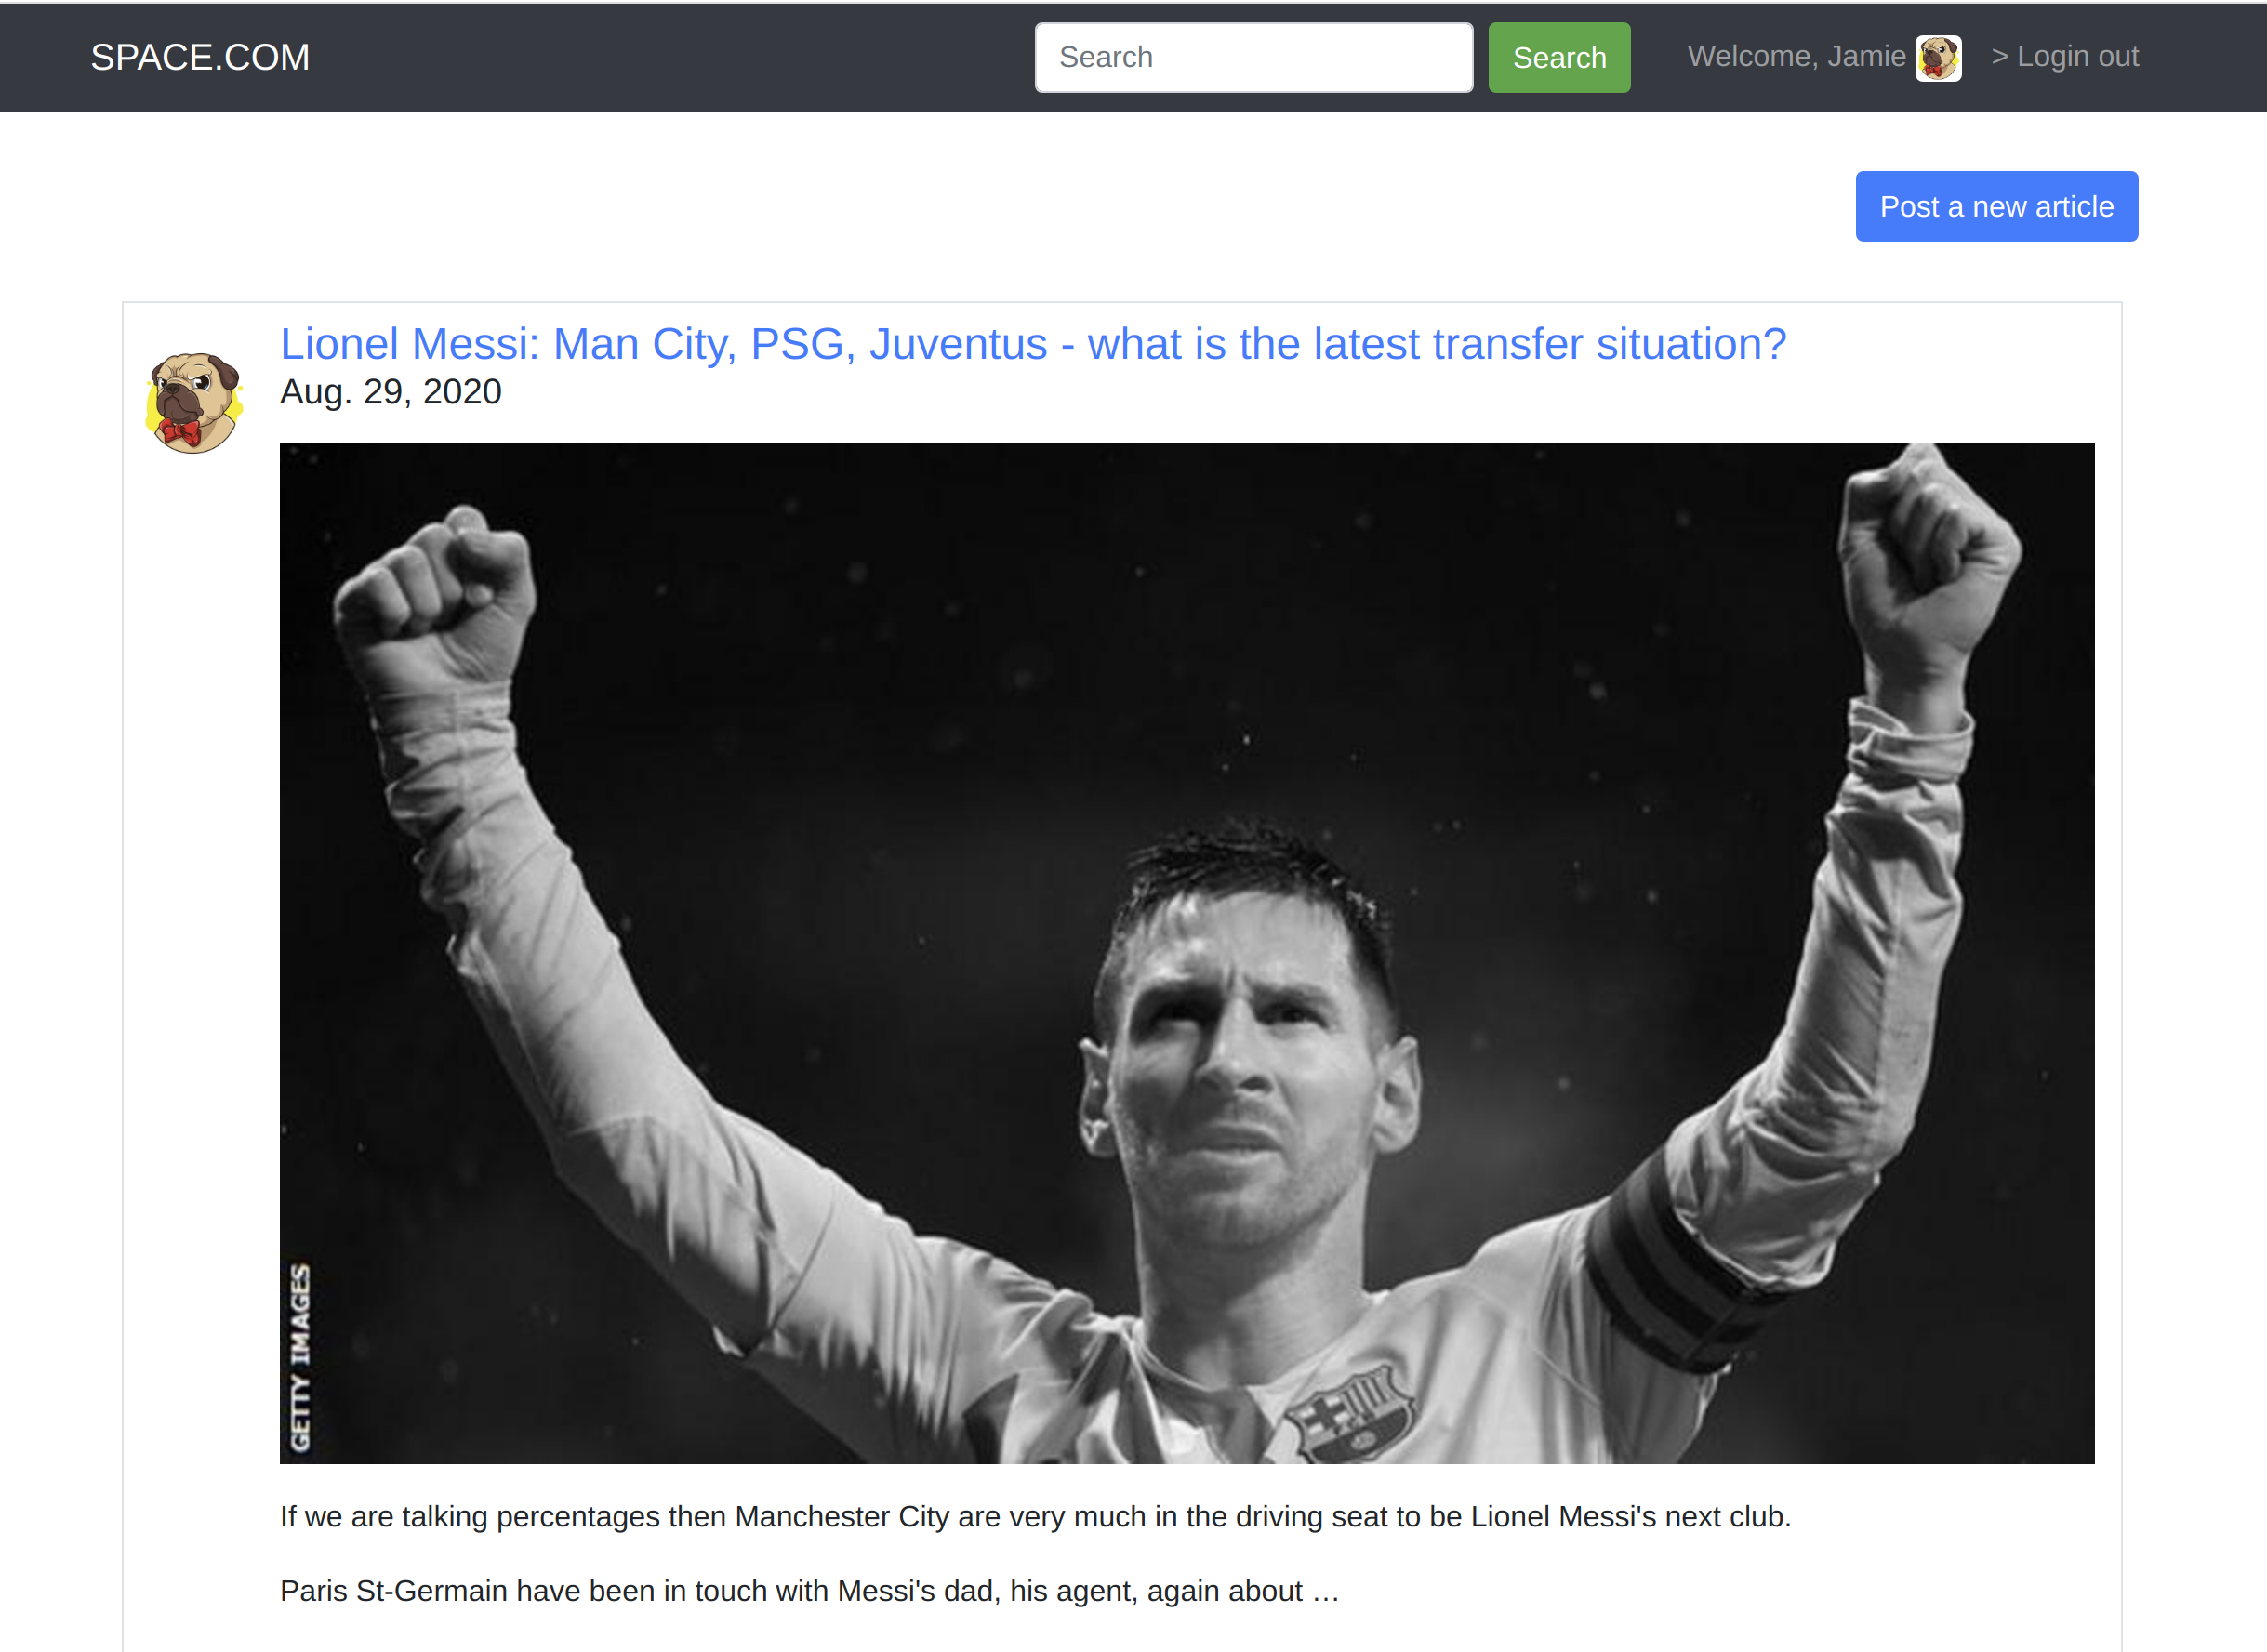 SPACE.COM
Search
Search
Welcome, Jamie
> Login out
Post a new article
Lionel Messi: Man City, PSG, Juventus - what is the latest transfer situation?
Aug. 29, 2020
GETTY IMAGES
If we are talking percentages then Manchester City are very much in the driving seat to be Lionel Messi's next club.
Paris St-Germain have been in touch with Messi's dad, his agent, again about …